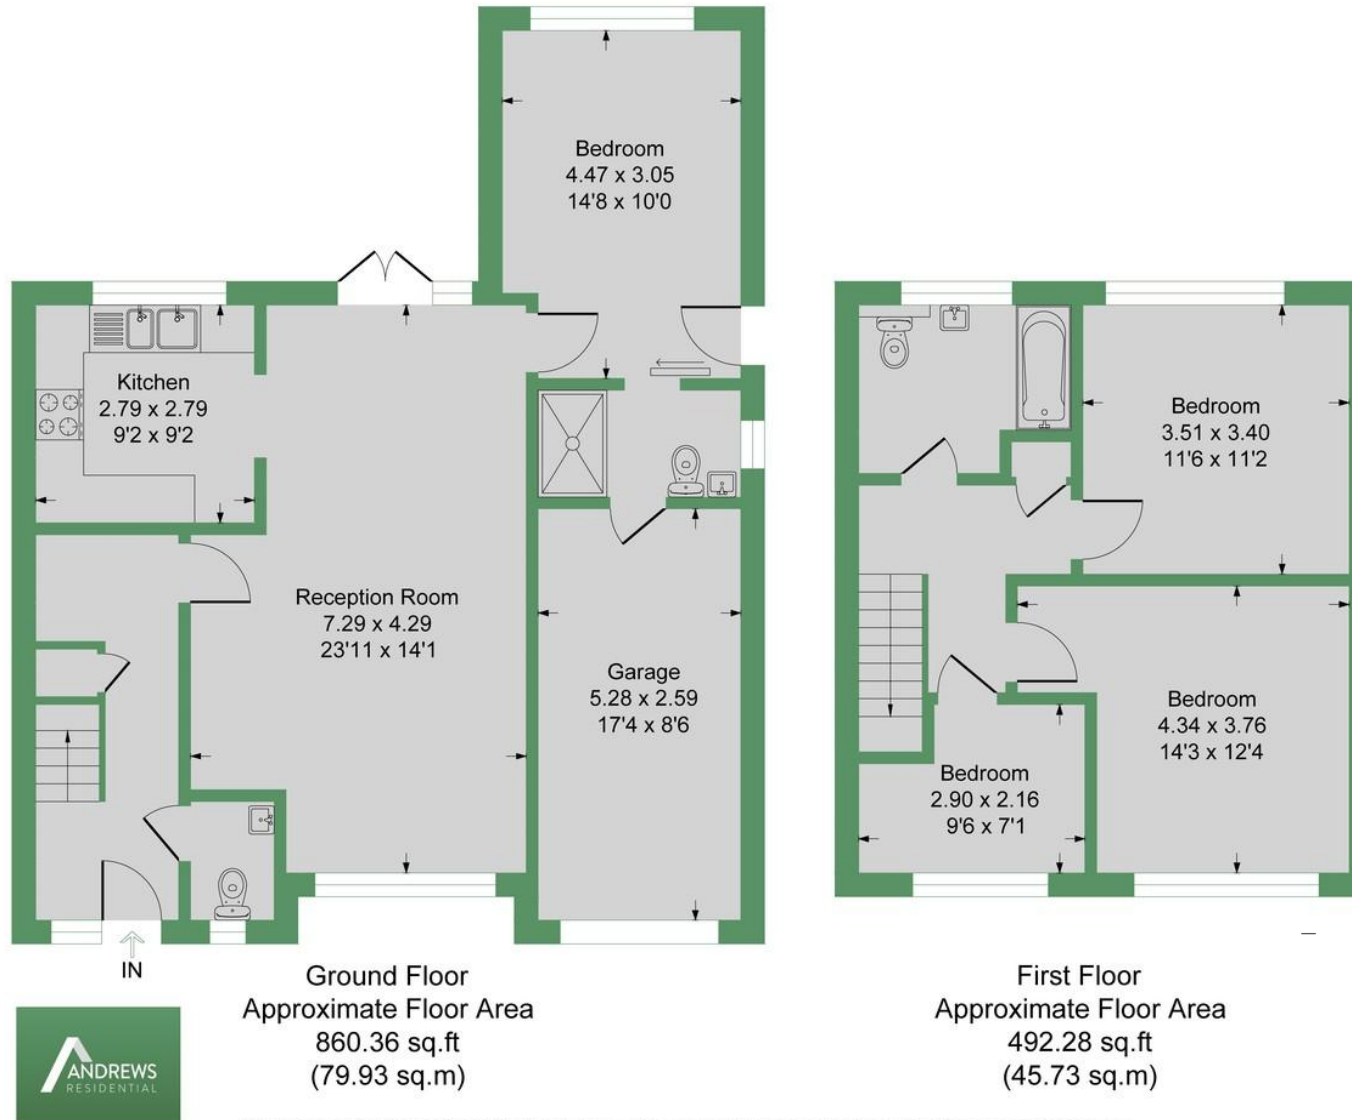 Bedroom
4.47 x 3.05
14'8 x 10'0
Kitchen
2.79 x 2.79
9'2 x 9'2
Reception Room
7.29 x 4.29
23'11 x 14'1
Garage
5.28 x 2.59
17'4 x 8'6
IN
Ground Floor
Approximate Floor Area
860.36 sq.ft
(79.93 sq.m)
Bedroom
3.51 x 3.40
11'6 x 11'2
Bedroom
4.34 x 3.76
14'3 x 12'4
Bedroom
2.90 x 2.16
9'6 x 7'1
First Floor
Approximate Floor Area
492.28 sq.ft
(45.73 sq.m)
ANDREWS
RESIDENTIAL